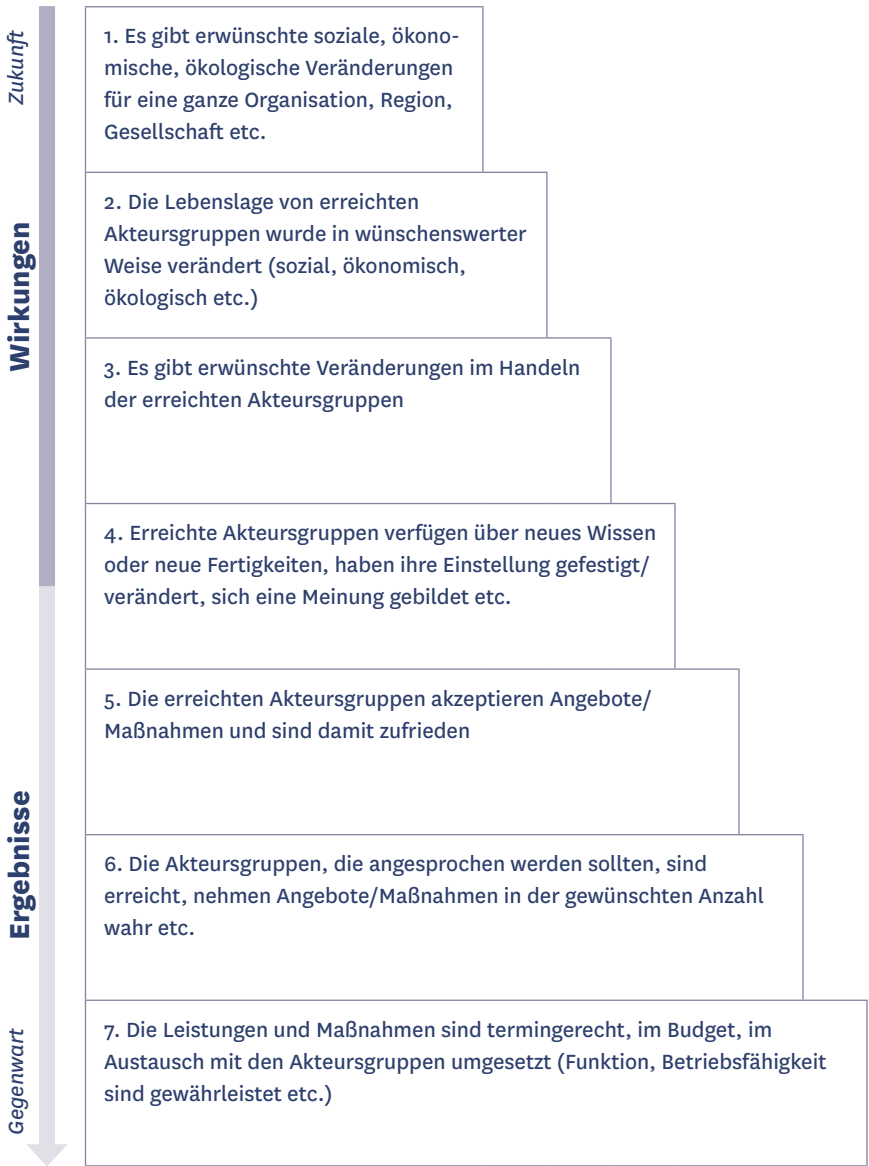 Zukunft
Wirkungen
Ergebnisse
Gegenwart
1. Es gibt erwünschte soziale, ökono-
mische, ökologische Veränderungen
für eine ganze Organisation, Region,
Gesellschaft etc.
2. Die Lebenslage von erreichten
Akteursgruppen wurde in wünschenswerter
Weise verändert (sozial, ökonomisch,
ökologisch etc.)
3. Es gibt erwünschte Veränderungen im Handeln
der erreichten Akteursgruppen
4. Erreichte Akteursgruppen verfügen über neues Wissen
oder neue Fertigkeiten, haben ihre Einstellung gefestigt/
verändert, sich eine Meinung gebildet etc.
5. Die erreichten Akteursgruppen akzeptieren Angebote/
Maßnahmen und sind damit zufrieden
6. Die Akteursgruppen, die angesprochen werden sollten, sind
erreicht, nehmen Angebote/Maßnahmen in der gewünschten Anzahl
wahr etc.
7. Die Leistungen und Maßnahmen sind termingerecht, im Budget, im
Austausch mit den Akteursgruppen umgesetzt (Funktion, Betriebsfähigkeit
sind gewährleistet etc.)